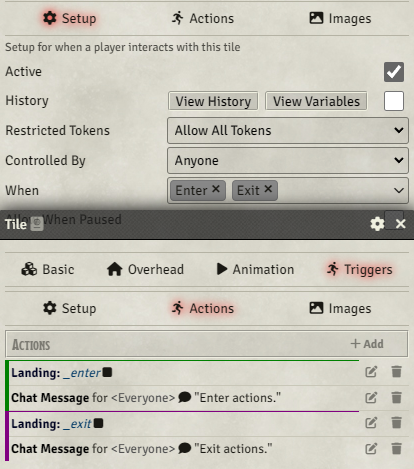 Setup Actions Images
Setup for when a player interacts with this tile
Active
History View History View Variables
Restricted Tokens Allow All Tokens
Controlled By Anyone
When Enter × Exit ×
Allow When Paused
Tile
Basic Overhead Animation Triggers
Setup Actions Images
ACTIONS + Add
Landing: _enter
Chat Message for <Everyone> "Enter actions."
Landing: _exit
Chat Message for <Everyone> "Exit actions."